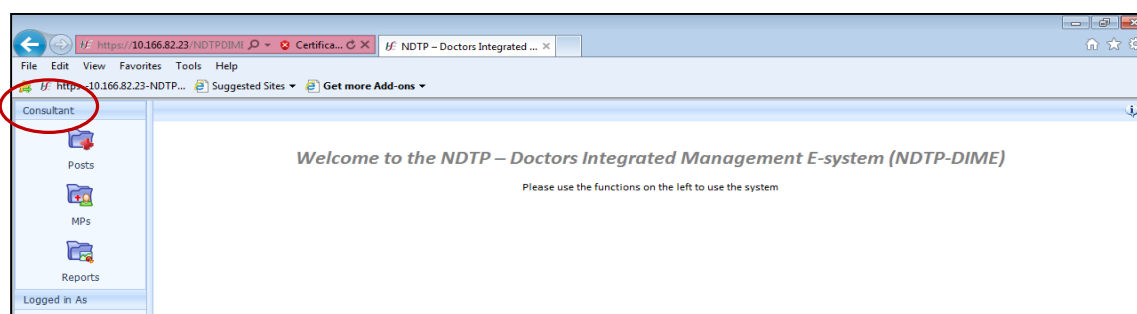 https://10.166.82.23/NDTPDIME Certifica... NDTP – Doctors Integrated ...
File Edit View Favorites Tools Help
https--10.166.82.23-NDTP... Suggested Sites Get more Add-ons
Consultant
Posts
MPs
Reports
Logged in As
Welcome to the NDTP – Doctors Integrated Management E-system (NDTP-DIME)
Please use the functions on the left to use the system